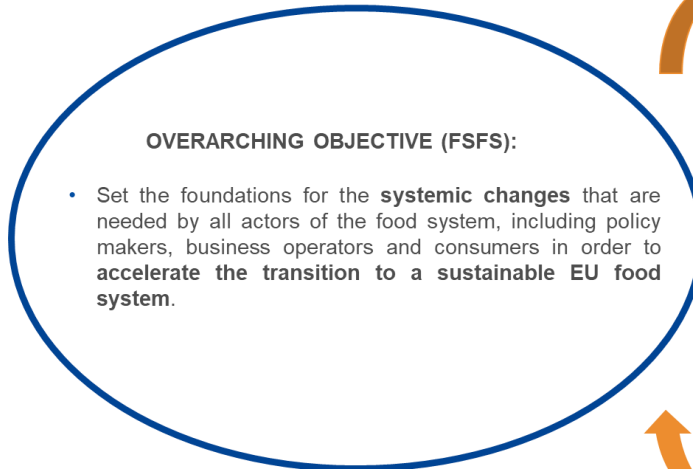 OVERARCHING OBJECTIVE (FSFS):
• Set the foundations for the systemic changes that are
needed by all actors of the food system, including policy
makers, business operators and consumers in order to
accelerate the transition to a sustainable EU food
system.